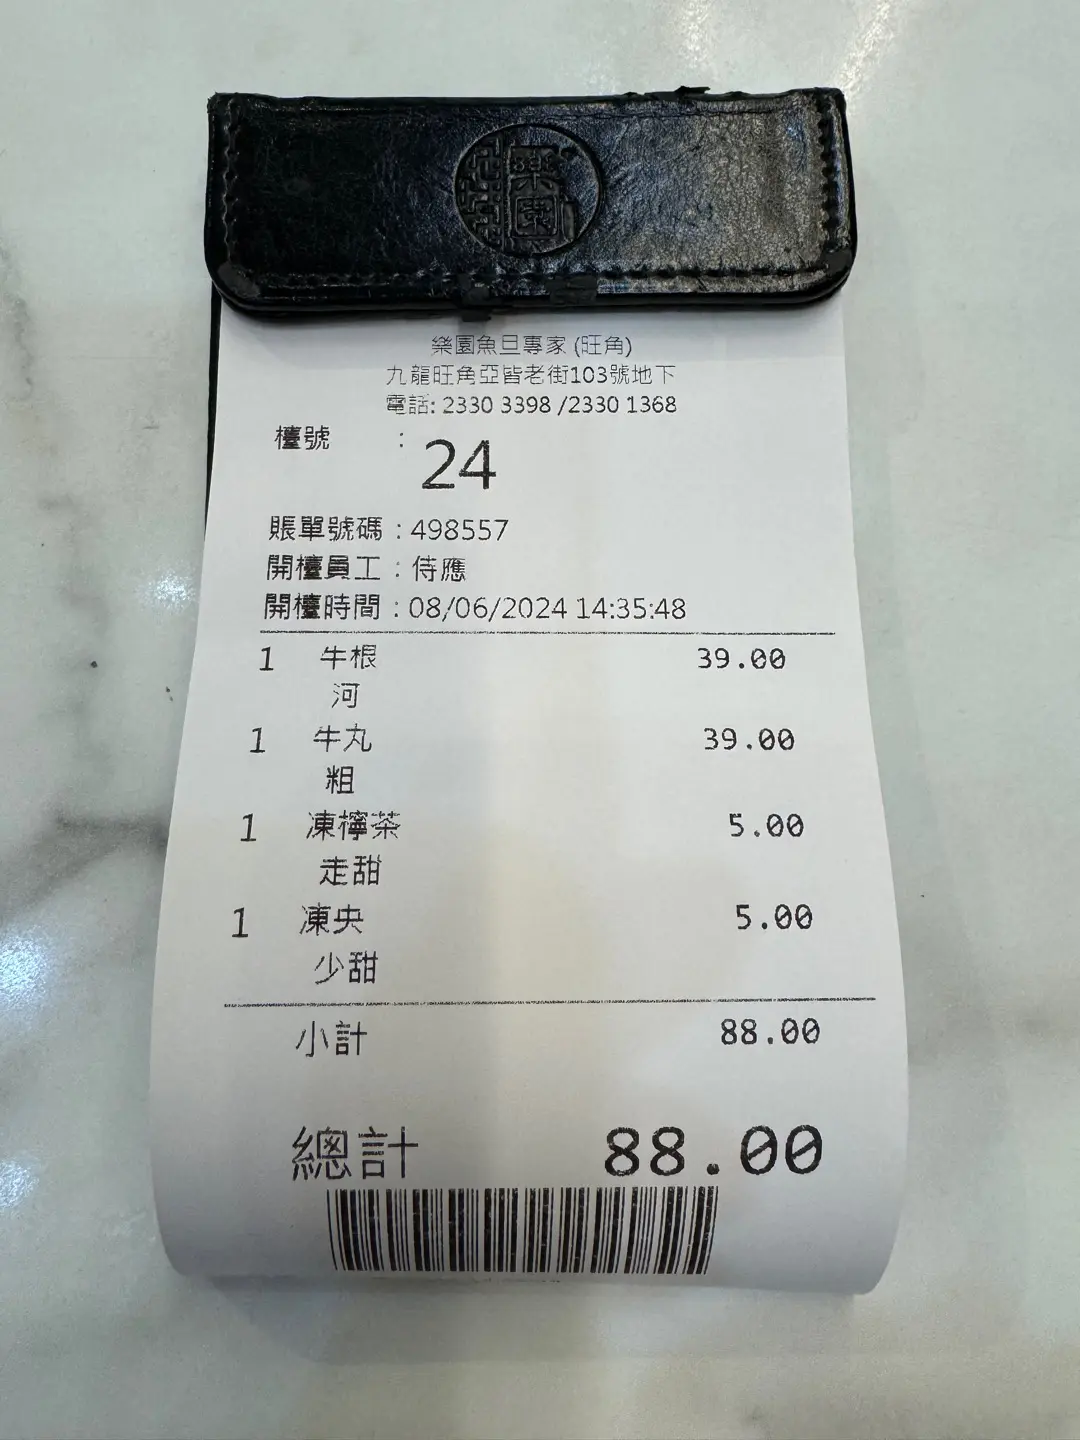 樂園
樂園魚旦專家 (旺角)
九龍旺角亞皆老街103號地下
電話: 2330 3398 /2330 1368
檯號 : 24
賬單號碼 : 498557
開檯員工 : 侍應
開檯時間 : 08/06/2024 14:35:48
1 牛根 39.00
河
1 牛丸 39.00
粗
1 凍檸茶 5.00
走甜
1 凍央 5.00
少甜
小計 88.00
總計 88.00